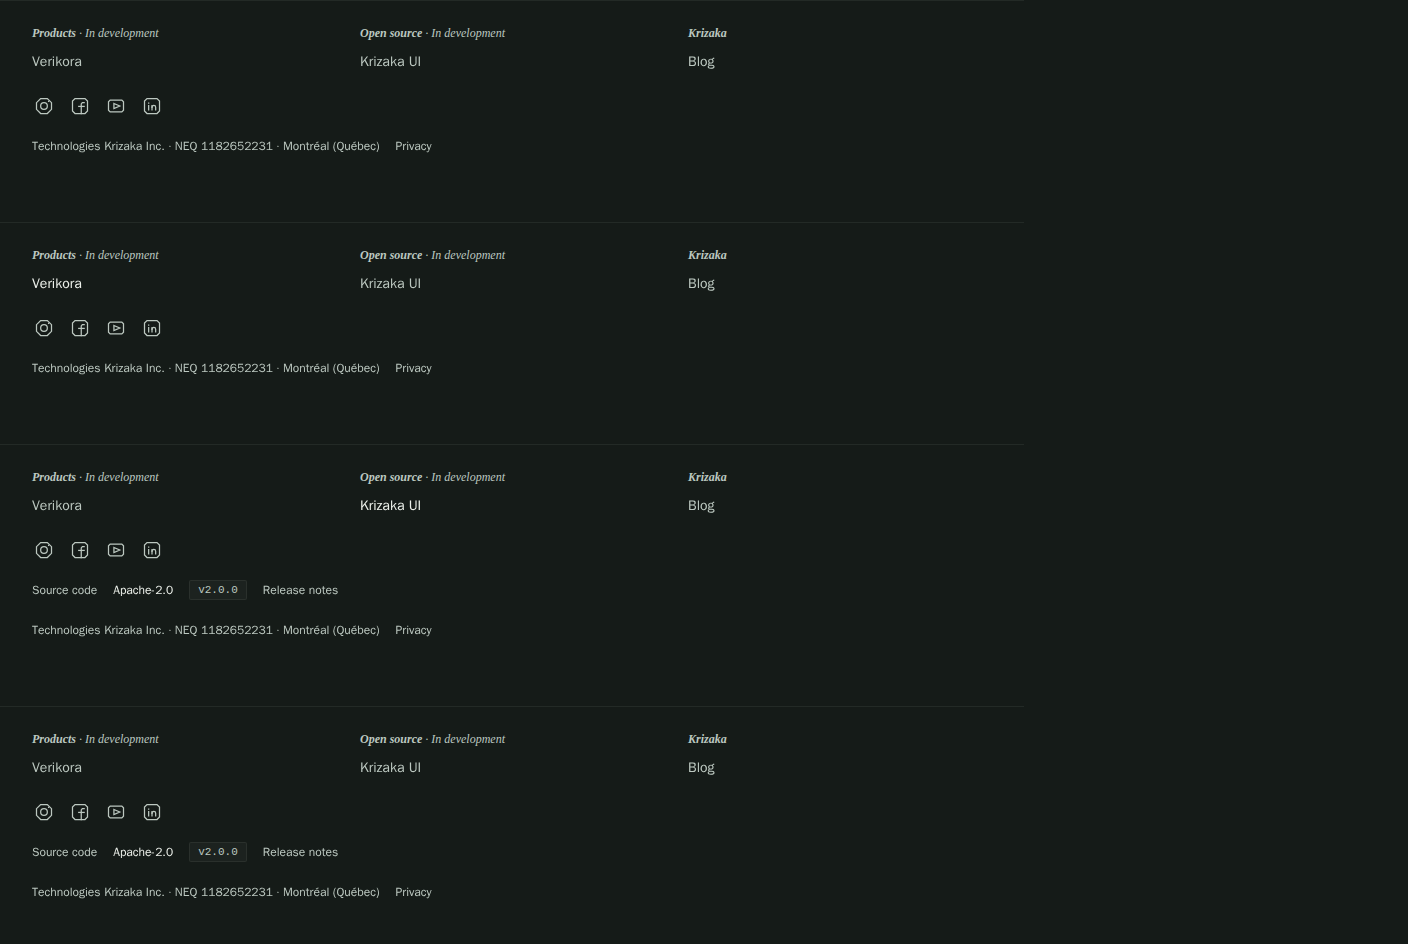 Products · In development Open source · In development Krizaka
Verikora Krizaka UI Blog
Technologies Krizaka Inc. · NEQ 1182652231 · Montréal (Québec) Privacy
Products · In development Open source · In development Krizaka
Verikora Krizaka UI Blog
Technologies Krizaka Inc. · NEQ 1182652231 · Montréal (Québec) Privacy
Products · In development Open source · In development Krizaka
Verikora Krizaka UI Blog
Source code Apache-2.0 v2.0.0 Release notes
Technologies Krizaka Inc. · NEQ 1182652231 · Montréal (Québec) Privacy
Products · In development Open source · In development Krizaka
Verikora Krizaka UI Blog
Source code Apache-2.0 v2.0.0 Release notes
Technologies Krizaka Inc. · NEQ 1182652231 · Montréal (Québec) Privacy